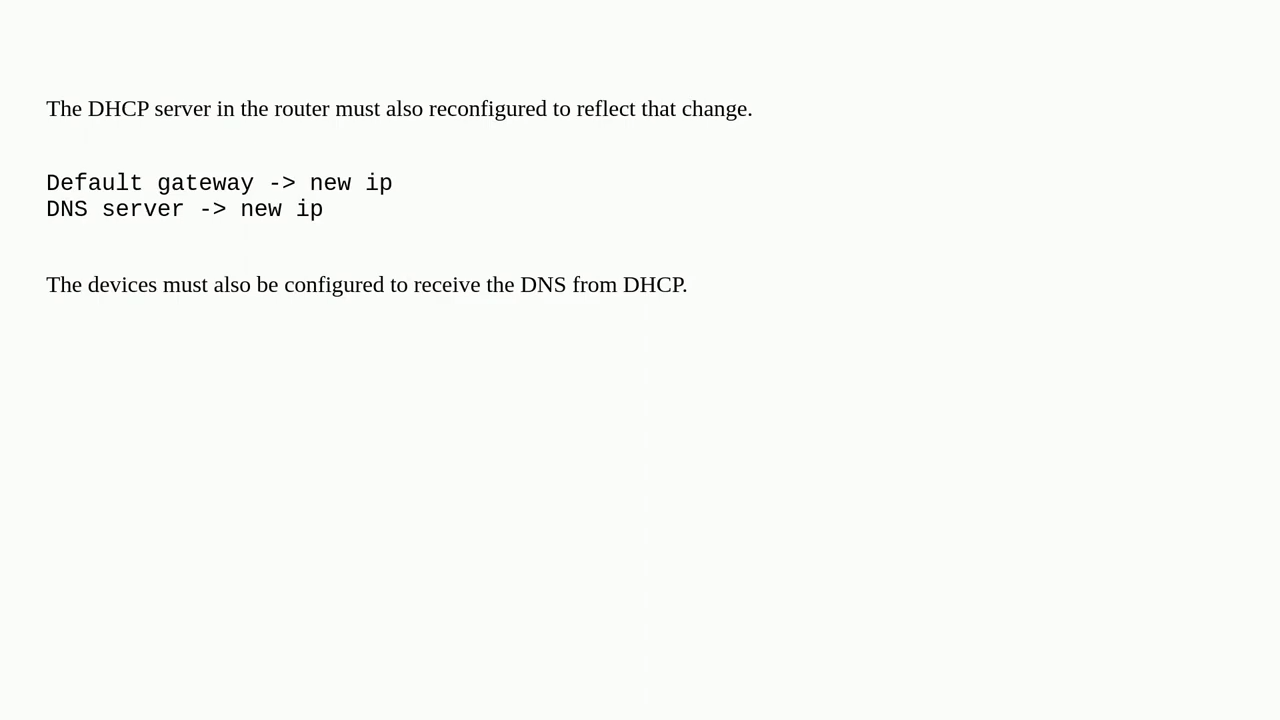 The DHCP server in the router must also reconfigured to reflect that change.
Default gateway -> new ip
DNS server -> new ip
The devices must also be configured to receive the DNS from DHCP.